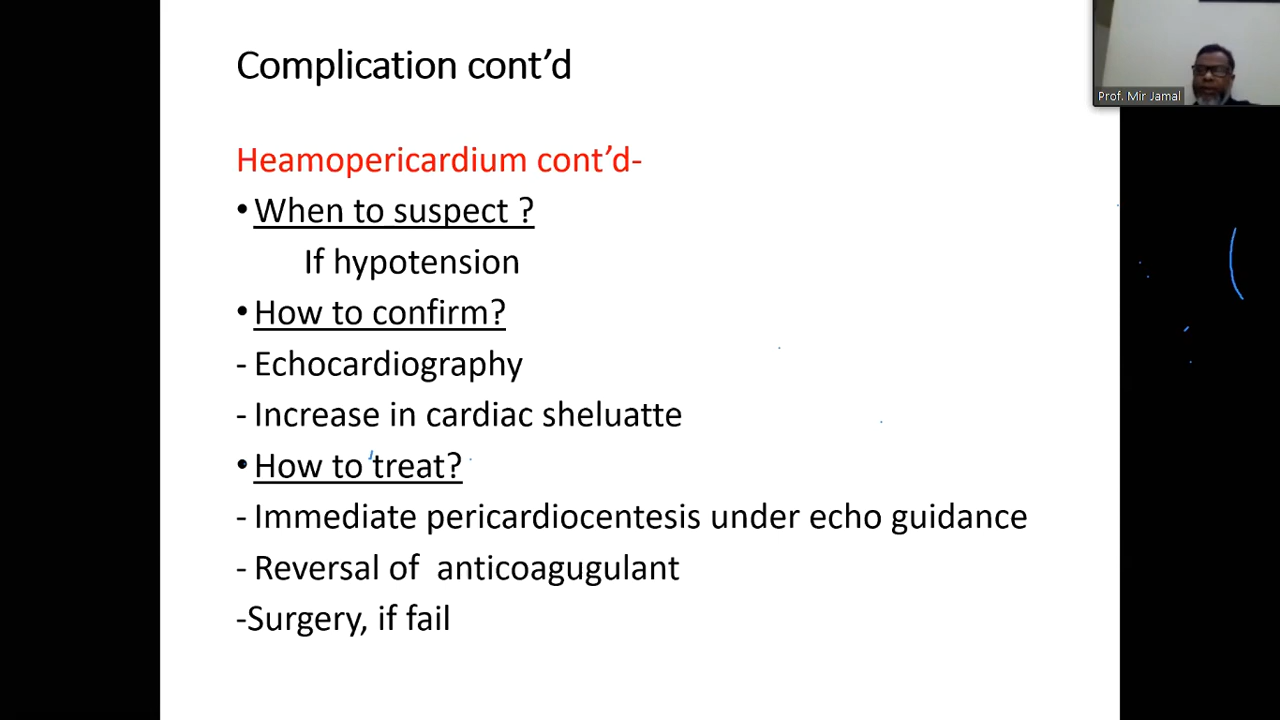 Complication cont’d
Prof. Mir Jamal
Heamopericardium cont’d-
•When to suspect ?
If hypotension
•How to confirm?
- Echocardiography
- Increase in cardiac sheluatte
•How to treat?
- Immediate pericardiocentesis under echo guidance
- Reversal of anticoagugulant
-Surgery, if fail